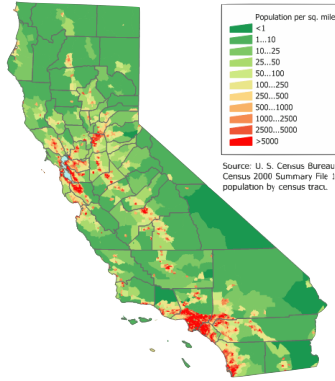 Population per sq. mile
<1
1...10
10...25
25...50
50...100
100...250
250...500
500...1000
1000...2500
2500...5000
>5000
Source: U. S. Census Bureau
Census 2000 Summary File 1
population by census tract.